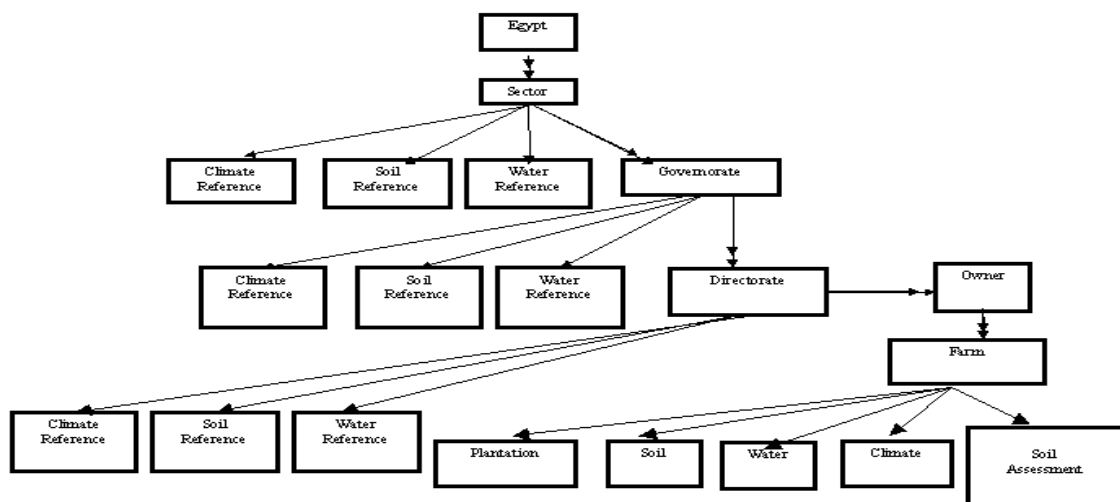 Egypt
Sector
Climate
Reference
Soil
Reference
Water
Reference
Governorate
Climate
Reference
Soil
Reference
Water
Reference
Directorate
Owner
Farm
Climate
Reference
Soil
Reference
Water
Reference
Plantation
Soil
Water
Climate
Soil
Assessment